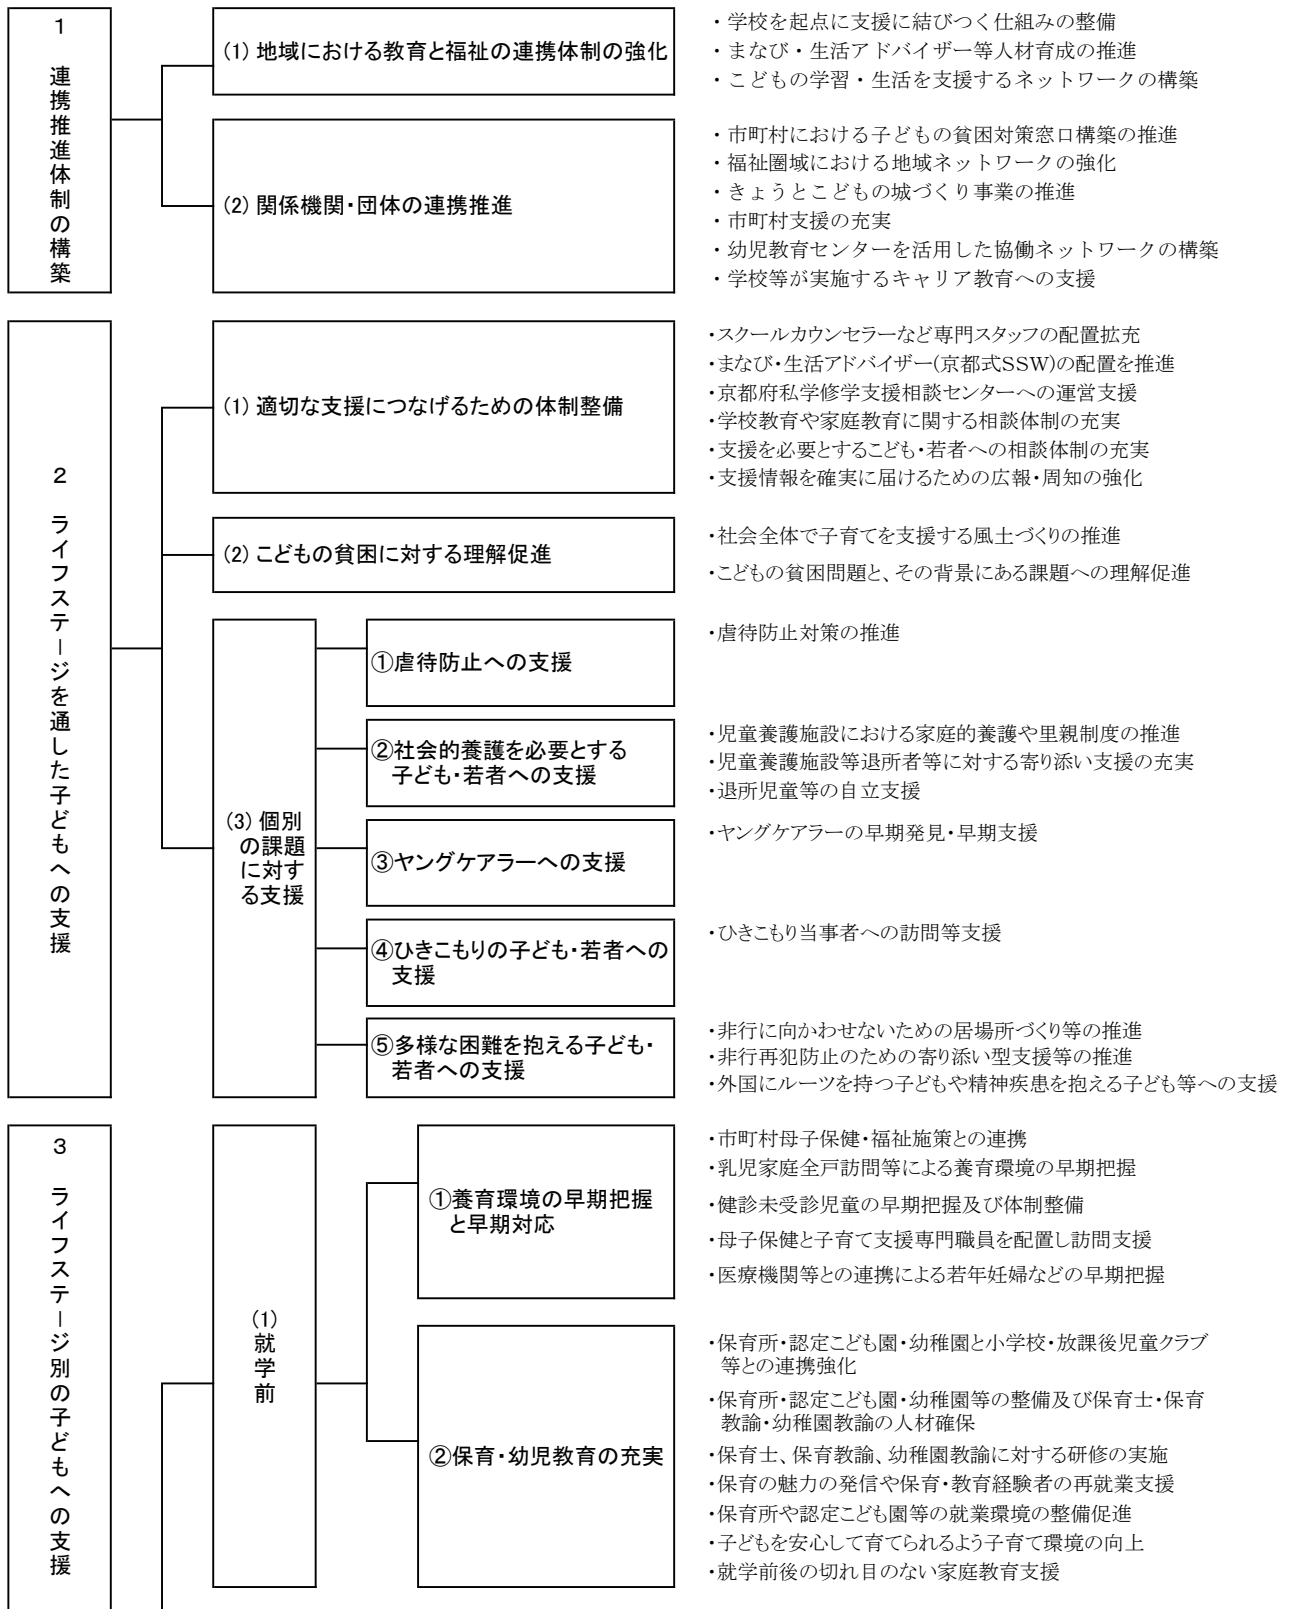 1 連携推進体制の構築
(1) 地域における教育と福祉の連携体制の強化
・学校を起点に支援に結びつく仕組みの整備
・まなび・生活アドバイザー等人材育成の推進
・こどもの学習・生活を支援するネットワークの構築
(2) 関係機関・団体の連携推進
・市町村における子どもの貧困対策窓口構築の推進
・福祉圏域における地域ネットワークの強化
・きょうとこどもの城づくり事業の推進
・市町村支援の充実
・幼児教育センターを活用した協働ネットワークの構築
・学校等が実施するキャリア教育への支援
2 ライフステージを通した子どもへの支援
(1) 適切な支援につなげるための体制整備
・スクールカウンセラーなど専門スタッフの配置拡充
・まなび・生活アドバイザー(京都式SSW)の配置を推進
・京都府私学修学支援相談センターへの運営支援
・学校教育や家庭教育に関する相談体制の充実
・支援を必要とするこども・若者への相談体制の充実
・支援情報を確実に届けるための広報・周知の強化
(2) こどもの貧困に対する理解促進
・社会全体で子育てを支援する風土づくりの推進
・こどもの貧困問題と、その背景にある課題への理解促進
(3) 個別
の課題
に対す
る支援
①虐待防止への支援
・虐待防止対策の推進
②社会的養護を必要とする
子ども・若者への支援
・児童養護施設における家庭的養護や里親制度の推進
・児童養護施設等退所者等に対する寄り添い支援の充実
・退所児童等の自立支援
③ヤングケアラーへの支援
・ヤングケアラーの早期発見・早期支援
④ひきこもりの子ども・若者への
支援
・ひきこもり当事者への訪問等支援
⑤多様な困難を抱える子ども・
若者への支援
・非行に向かわせないための居場所づくり等の推進
・非行再犯防止のための寄り添い型支援等の推進
・外国にルーツを持つ子どもや精神疾患を抱える子ども等への支援
3 ライフステージ別の子どもへの支援
(1)
就学前
①養育環境の早期把握
と早期対応
・市町村母子保健・福祉施策との連携
・乳児家庭全戸訪問等による養育環境の早期把握
・健診未受診児童の早期把握及び体制整備
・母子保健と子育て支援専門職員を配置し訪問支援
・医療機関等との連携による若年妊婦などの早期把握
②保育・幼児教育の充実
・保育所・認定こども園・幼稚園と小学校・放課後児童クラブ
等との連携強化
・保育所・認定こども園・幼稚園等の整備及び保育士・保育
教諭・幼稚園教諭の人材確保
・保育士、保育教諭、幼稚園教諭に対する研修の実施
・保育の魅力の発信や保育・教育経験者の再就業支援
・保育所や認定こども園等の就業環境の整備促進
・子どもを安心して育てられるよう子育て環境の向上
・就学前後の切れ目のない家庭教育支援